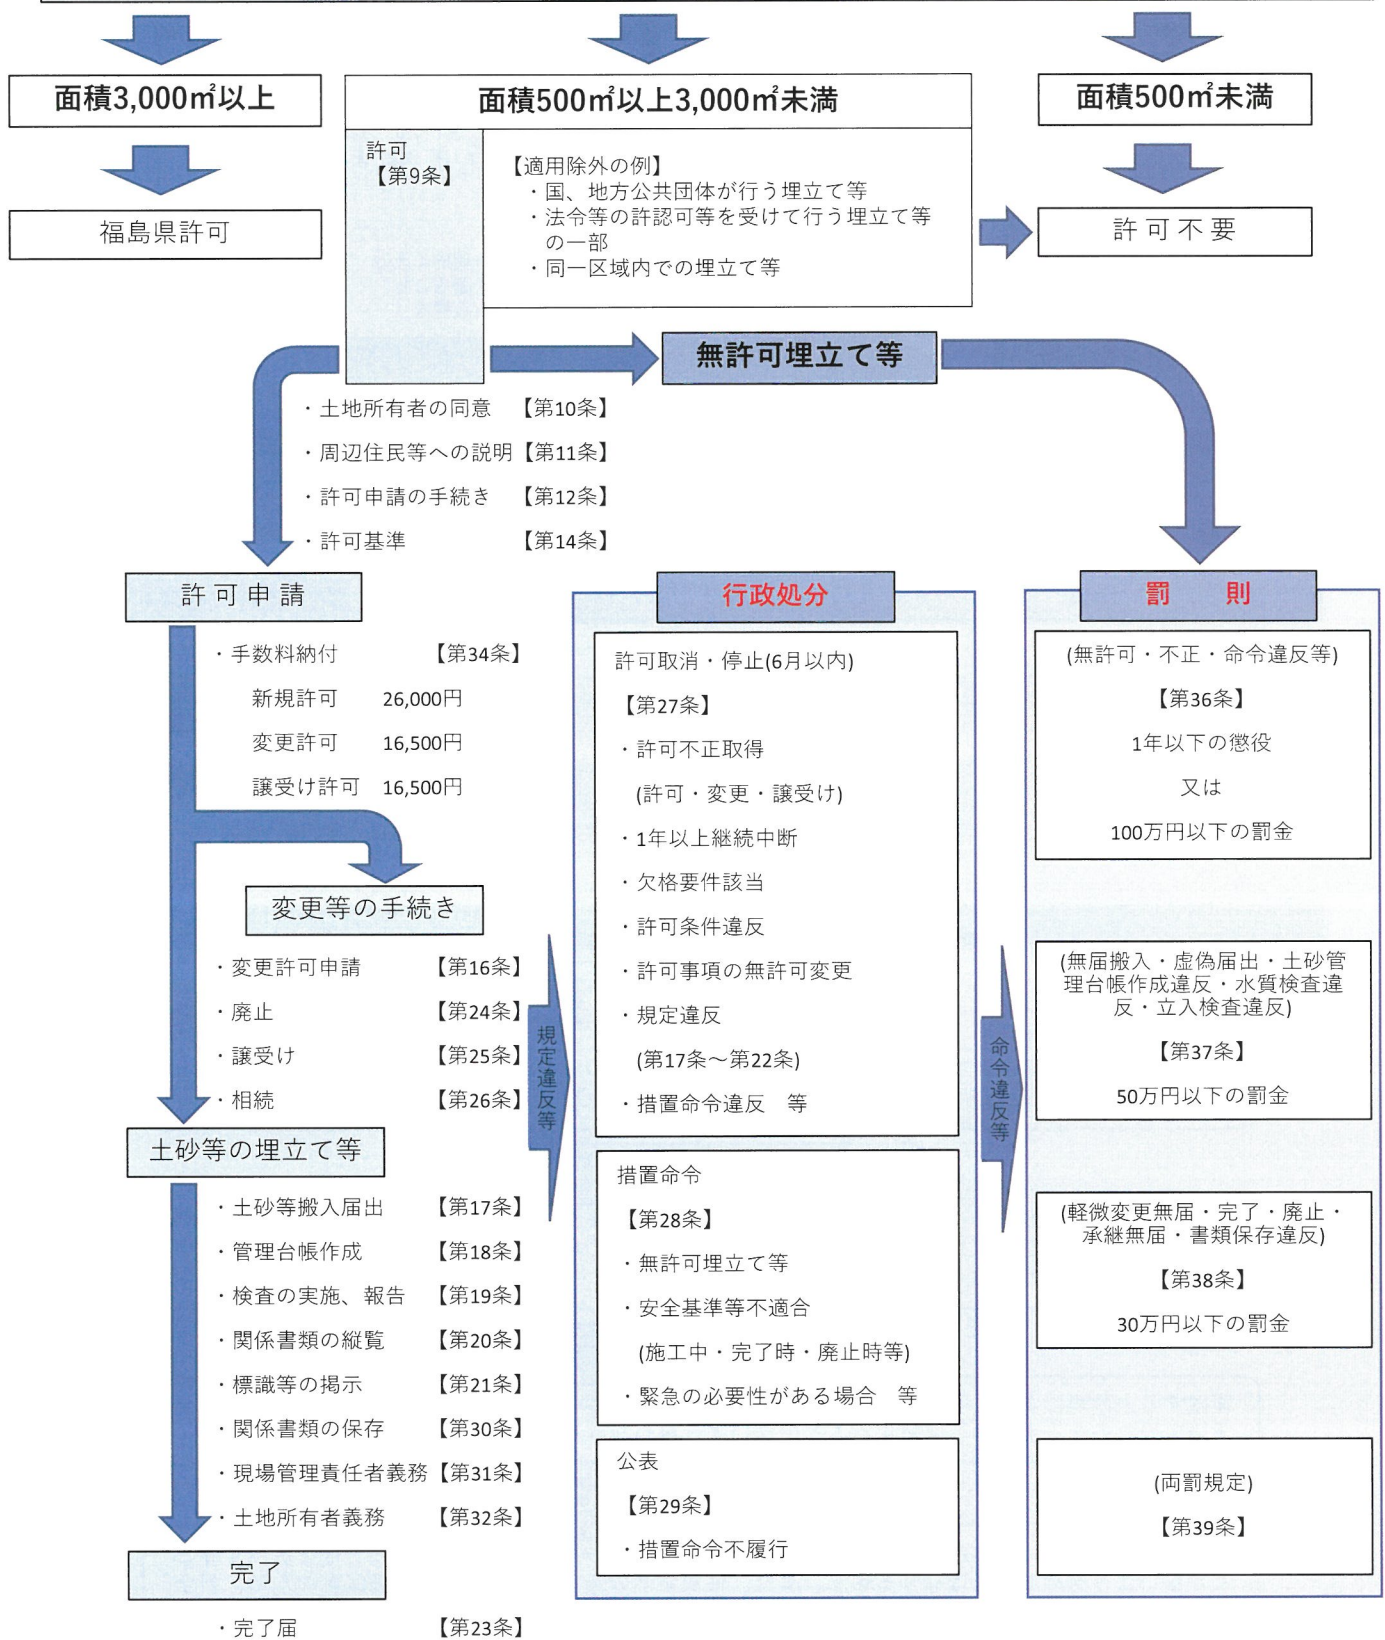 面積3,000㎡以上
面積500㎡以上3,000㎡未満
面積500㎡未満
福島県許可
許可
【第9条】
【適用除外の例】
・国、地方公共団体が行う埋立て等
・法令等の許認可等を受けて行う埋立て等
の一部
・同一区域内での埋立て等
許可不要
無許可埋立て等
・土地所有者の同意 【第10条】
・周辺住民等への説明【第11条】
・許可申請の手続き 【第12条】
・許可基準 【第14条】
許可申請
・手数料納付 【第34条】
新規許可 26,000円
変更許可 16,500円
譲受け許可 16,500円
変更等の手続き
・変更許可申請 【第16条】
・廃止 【第24条】
・譲受け 【第25条】
・相続 【第26条】
土砂等の埋立て等
・土砂等搬入届出 【第17条】
・管理台帳作成 【第18条】
・検査の実施、報告 【第19条】
・関係書類の縦覧 【第20条】
・標識等の掲示 【第21条】
・関係書類の保存 【第30条】
・現場管理責任者義務【第31条】
・土地所有者義務 【第32条】
完了
・完了届 【第23条】
規定違反等
行政処分
許可取消・停止(6月以内)
【第27条】
・許可不正取得
(許可・変更・譲受け)
・1年以上継続中断
・欠格要件該当
・許可条件違反
・許可事項の無許可変更
・規定違反
(第17条～第22条)
・措置命令違反 等
措置命令
【第28条】
・無許可埋立て等
・安全基準等不適合
(施工中・完了時・廃止時等)
・緊急の必要性がある場合 等
公表
【第29条】
・措置命令不履行
命令違反等
罰 則
(無許可・不正・命令違反等)
【第36条】
1年以下の懲役
又は
100万円以下の罰金
(無届搬入・虚偽届出・土砂管
理台帳作成違反・水質検査違
反・立入検査違反)
【第37条】
50万円以下の罰金
(軽微変更無届・完了・廃止・
承継無届・書類保存違反)
【第38条】
30万円以下の罰金
(両罰規定)
【第39条】